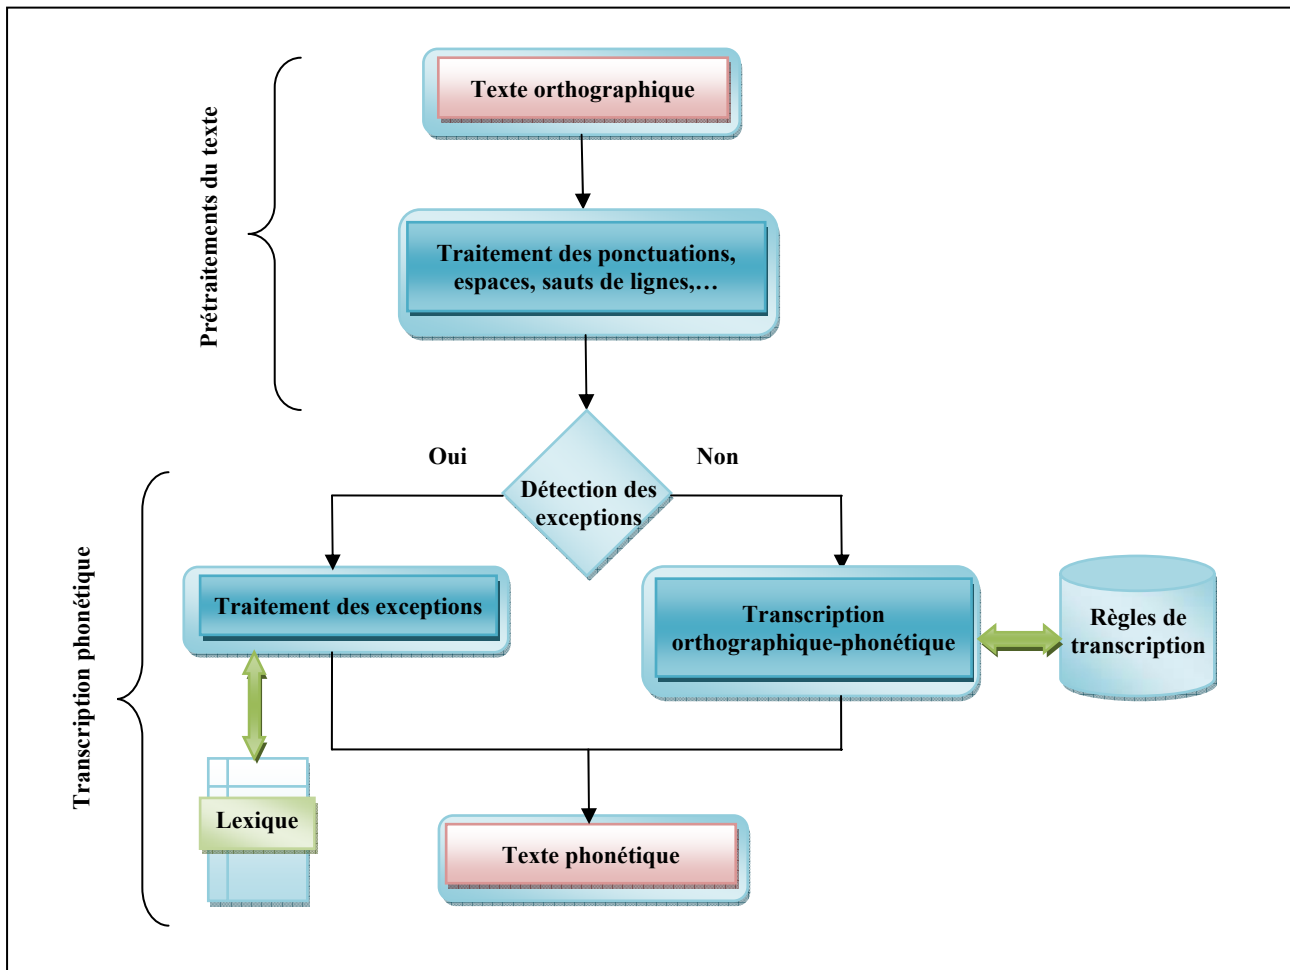 Texte orthographique
Prétraitements du texte
Traitement des ponctuations,
espaces, sauts de lignes,…
Oui
Non
Détection des
exceptions
Transcription phonétique
Traitement des exceptions
Transcription
orthographique-phonétique
Règles de
transcription
Lexique
Texte phonétique